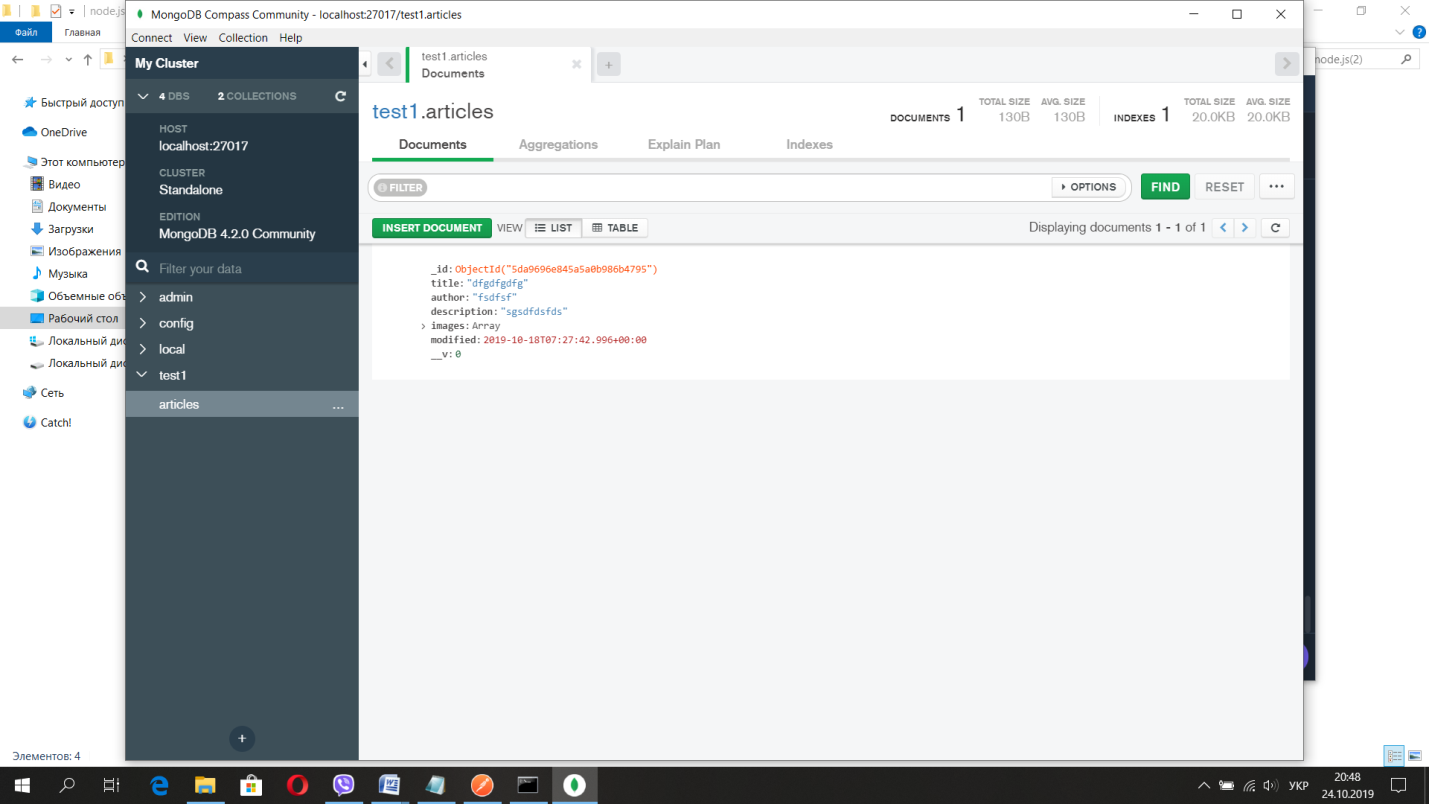 node.js
MongoDB Compass Community - localhost:27017/test1.articles
Файл
Главная
Connect View Collection Help
My Cluster
4 DBS 2 COLLECTIONS
HOST
localhost:27017
CLUSTER
Standalone
EDITION
MongoDB 4.2.0 Community
Filter your data
admin
config
local
test1
articles
...
test1.articles
Documents
test1.articles
DOCUMENTS 1 TOTAL SIZE 130B AVG. SIZE 130B INDEXES 1 TOTAL SIZE 20.0KB AVG. SIZE 20.0KB
Documents Aggregations Explain Plan Indexes
FILTER OPTIONS FIND RESET ...
INSERT DOCUMENT VIEW LIST TABLE Displaying documents 1 - 1 of 1
_id: ObjectId("5da9696e845a5a0b986b4795")
title: "dfgdfgdfg"
author: "fsdfsf"
description: "sgsdfdsfds"
images: Array
modified: 2019-10-18T07:27:42.996+00:00
__v: 0
node.js(2)
Быстрый доступ
OneDrive
Этот компьютер
Видео
Документы
Загрузки
Изображения
Музыка
Объемные объ
Рабочий стол
Локальный дис
Локальный дис
Сеть
Catch!
Элементов: 4
УКР
20:48
24.10.2019